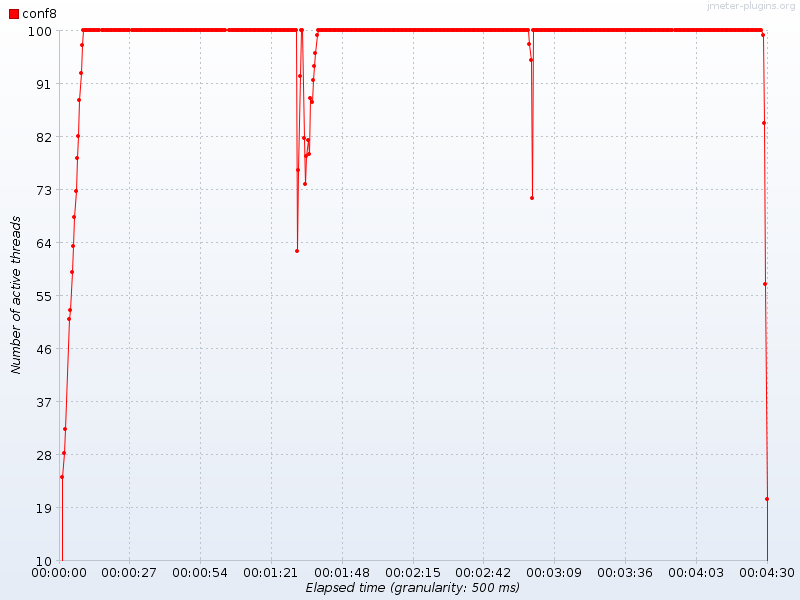 jmeter-plugins.org
conf8
100
91
82
73
64
55
46
37
28
19
10
Number of active threads
00:00:00 00:00:27 00:00:54 00:01:21 00:01:48 00:02:15 00:02:42 00:03:09 00:03:36 00:04:03 00:04:30
Elapsed time (granularity: 500 ms)